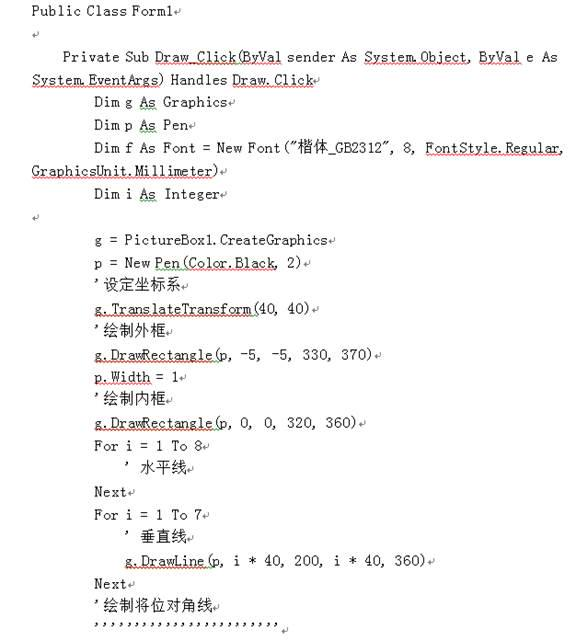 Public Class Form1
Private Sub Draw_Click(ByVal sender As System.Object, ByVal e As
System.EventArgs) Handles Draw.Click
Dim g As Graphics
Dim p As Pen
Dim f As Font = New Font("楷体_GB2312", 8, FontStyle.Regular,
GraphicsUnit.Millimeter)
Dim i As Integer
g = PictureBox1.CreateGraphics
p = New Pen(Color.Black, 2)
'设定坐标系
g.TranslateTransform(40, 40)
'绘制外框
g.DrawRectangle(p, -5, -5, 330, 370)
p.Width = 1
'绘制内框
g.DrawRectangle(p, 0, 0, 320, 360)
For i = 1 To 8
' 水平线
Next
For i = 1 To 7
' 垂直线
g.DrawLine(p, i * 40, 200, i * 40, 360)
Next
'绘制将位对角线
'''''''''''''''''''''''